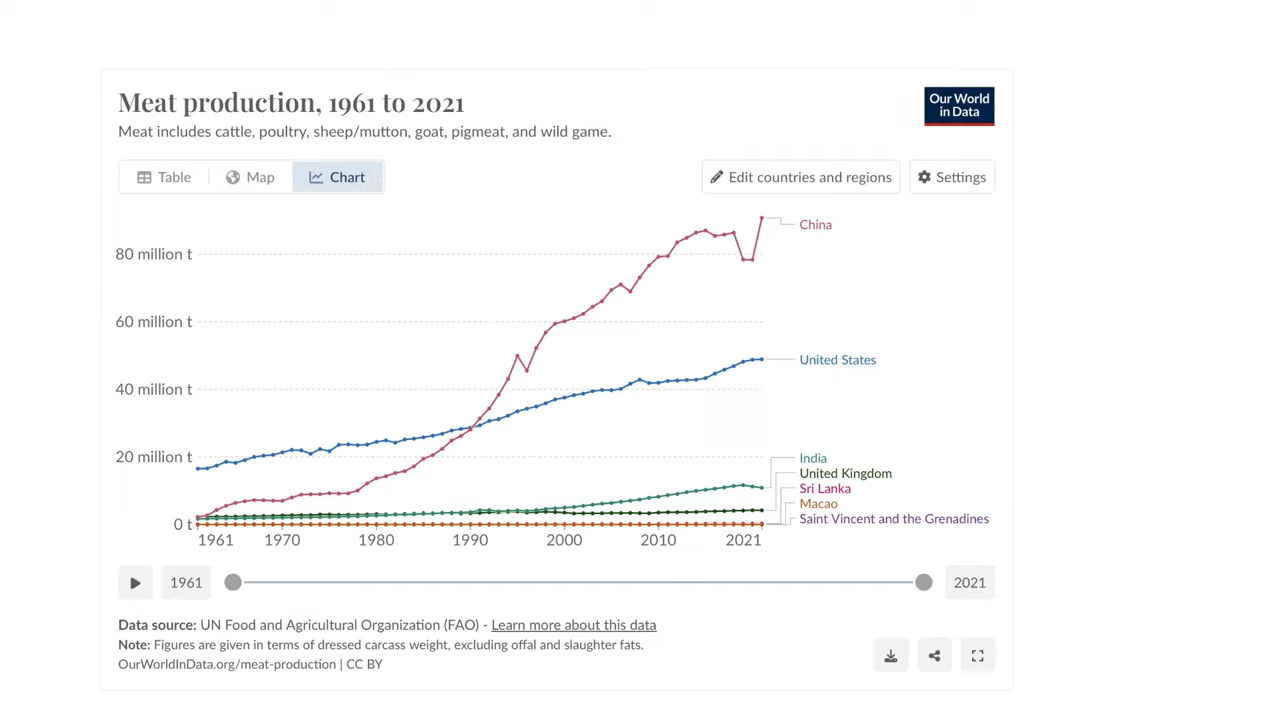 Meat production, 1961 to 2021
Our World
in Data
Meat includes cattle, poultry, sheep/mutton, goat, pigmeat, and wild game.
Table
Map
Chart
Edit countries and regions
Settings
China
80 million t
60 million t
United States
40 million t
20 million t
India
United Kingdom
Sri Lanka
Macao
Saint Vincent and the Grenadines
0 t
1961 1970 1980 1990 2000 2010 2021
1961
2021
Data source: UN Food and Agricultural Organization (FAO) - Learn more about this data
Note: Figures are given in terms of dressed carcass weight, excluding offal and slaughter fats.
OurWorldInData.org/meat-production | CC BY